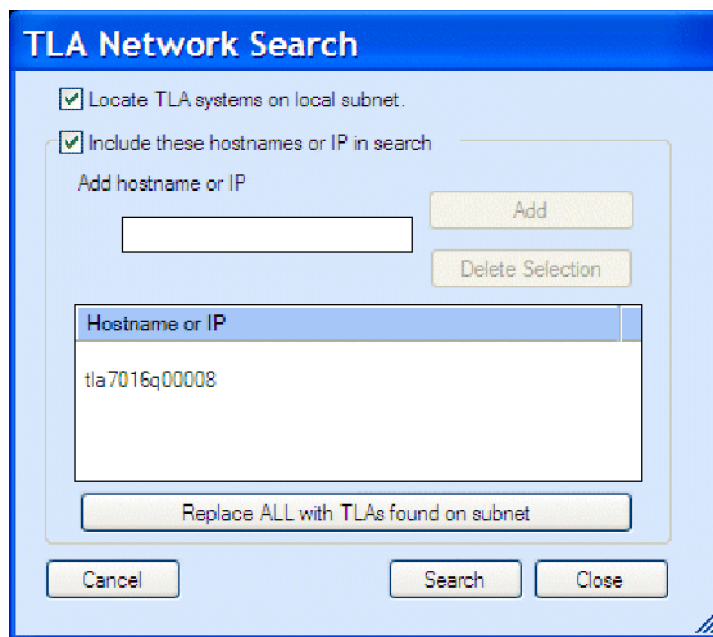 TLA Network Search
Locate TLA systems on local subnet.
Include these hostnames or IP in search
Add hostname or IP
Add
Delete Selection
Hostname or IP
tla7016q00008
Replace ALL with TLAs found on subnet
Cancel Search Close